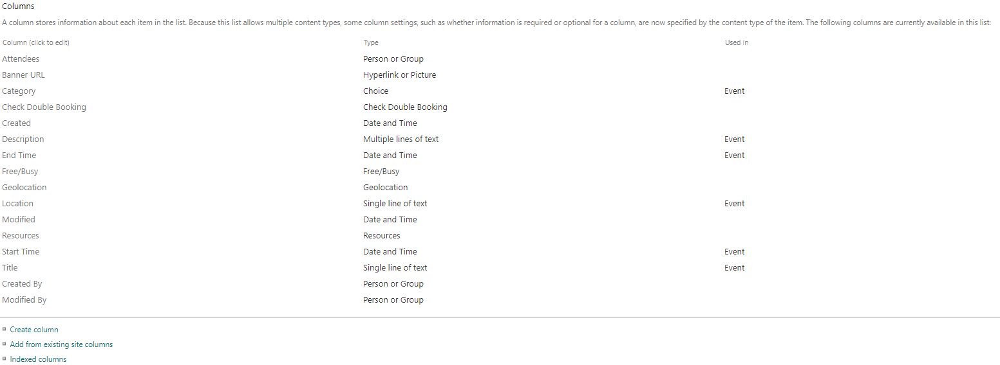 Columns
A column stores information about each item in the list. Because this list allows multiple content types, some column settings, such as whether information is required or optional for a column, are now specified by the content type of the item. The following columns are currently available in this list:
Column (click to edit) Type Used in
Attendees Person or Group
Banner URL Hyperlink or Picture
Category Choice Event
Check Double Booking Check Double Booking
Created Date and Time
Description Multiple lines of text Event
End Time Date and Time Event
Free/Busy Free/Busy
Geolocation Geolocation
Location Single line of text Event
Modified Date and Time
Resources Resources
Start Time Date and Time Event
Title Single line of text Event
Created By Person or Group
Modified By Person or Group
Create column
Add from existing site columns
Indexed columns